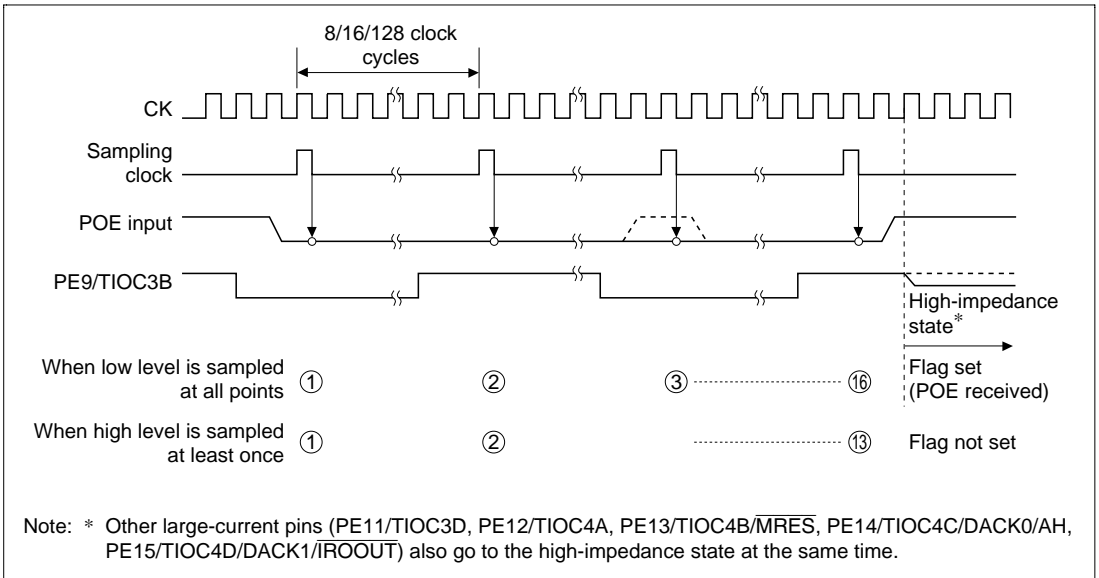 8/16/128 clock
cycles
CK
Sampling
clock
POE input
PE9/TIOC3B
High-impedance
state*
When low level is sampled
at all points
① ② ③ ⑯
Flag set
(POE received)
When high level is sampled
at least once
① ② ⑬
Flag not set
Note: * Other large-current pins (PE11/TIOC3D, PE12/TIOC4A, PE13/TIOC4B/MRES, PE14/TIOC4C/DACK0/AH,
PE15/TIOC4D/DACK1/IROOUT) also go to the high-impedance state at the same time.